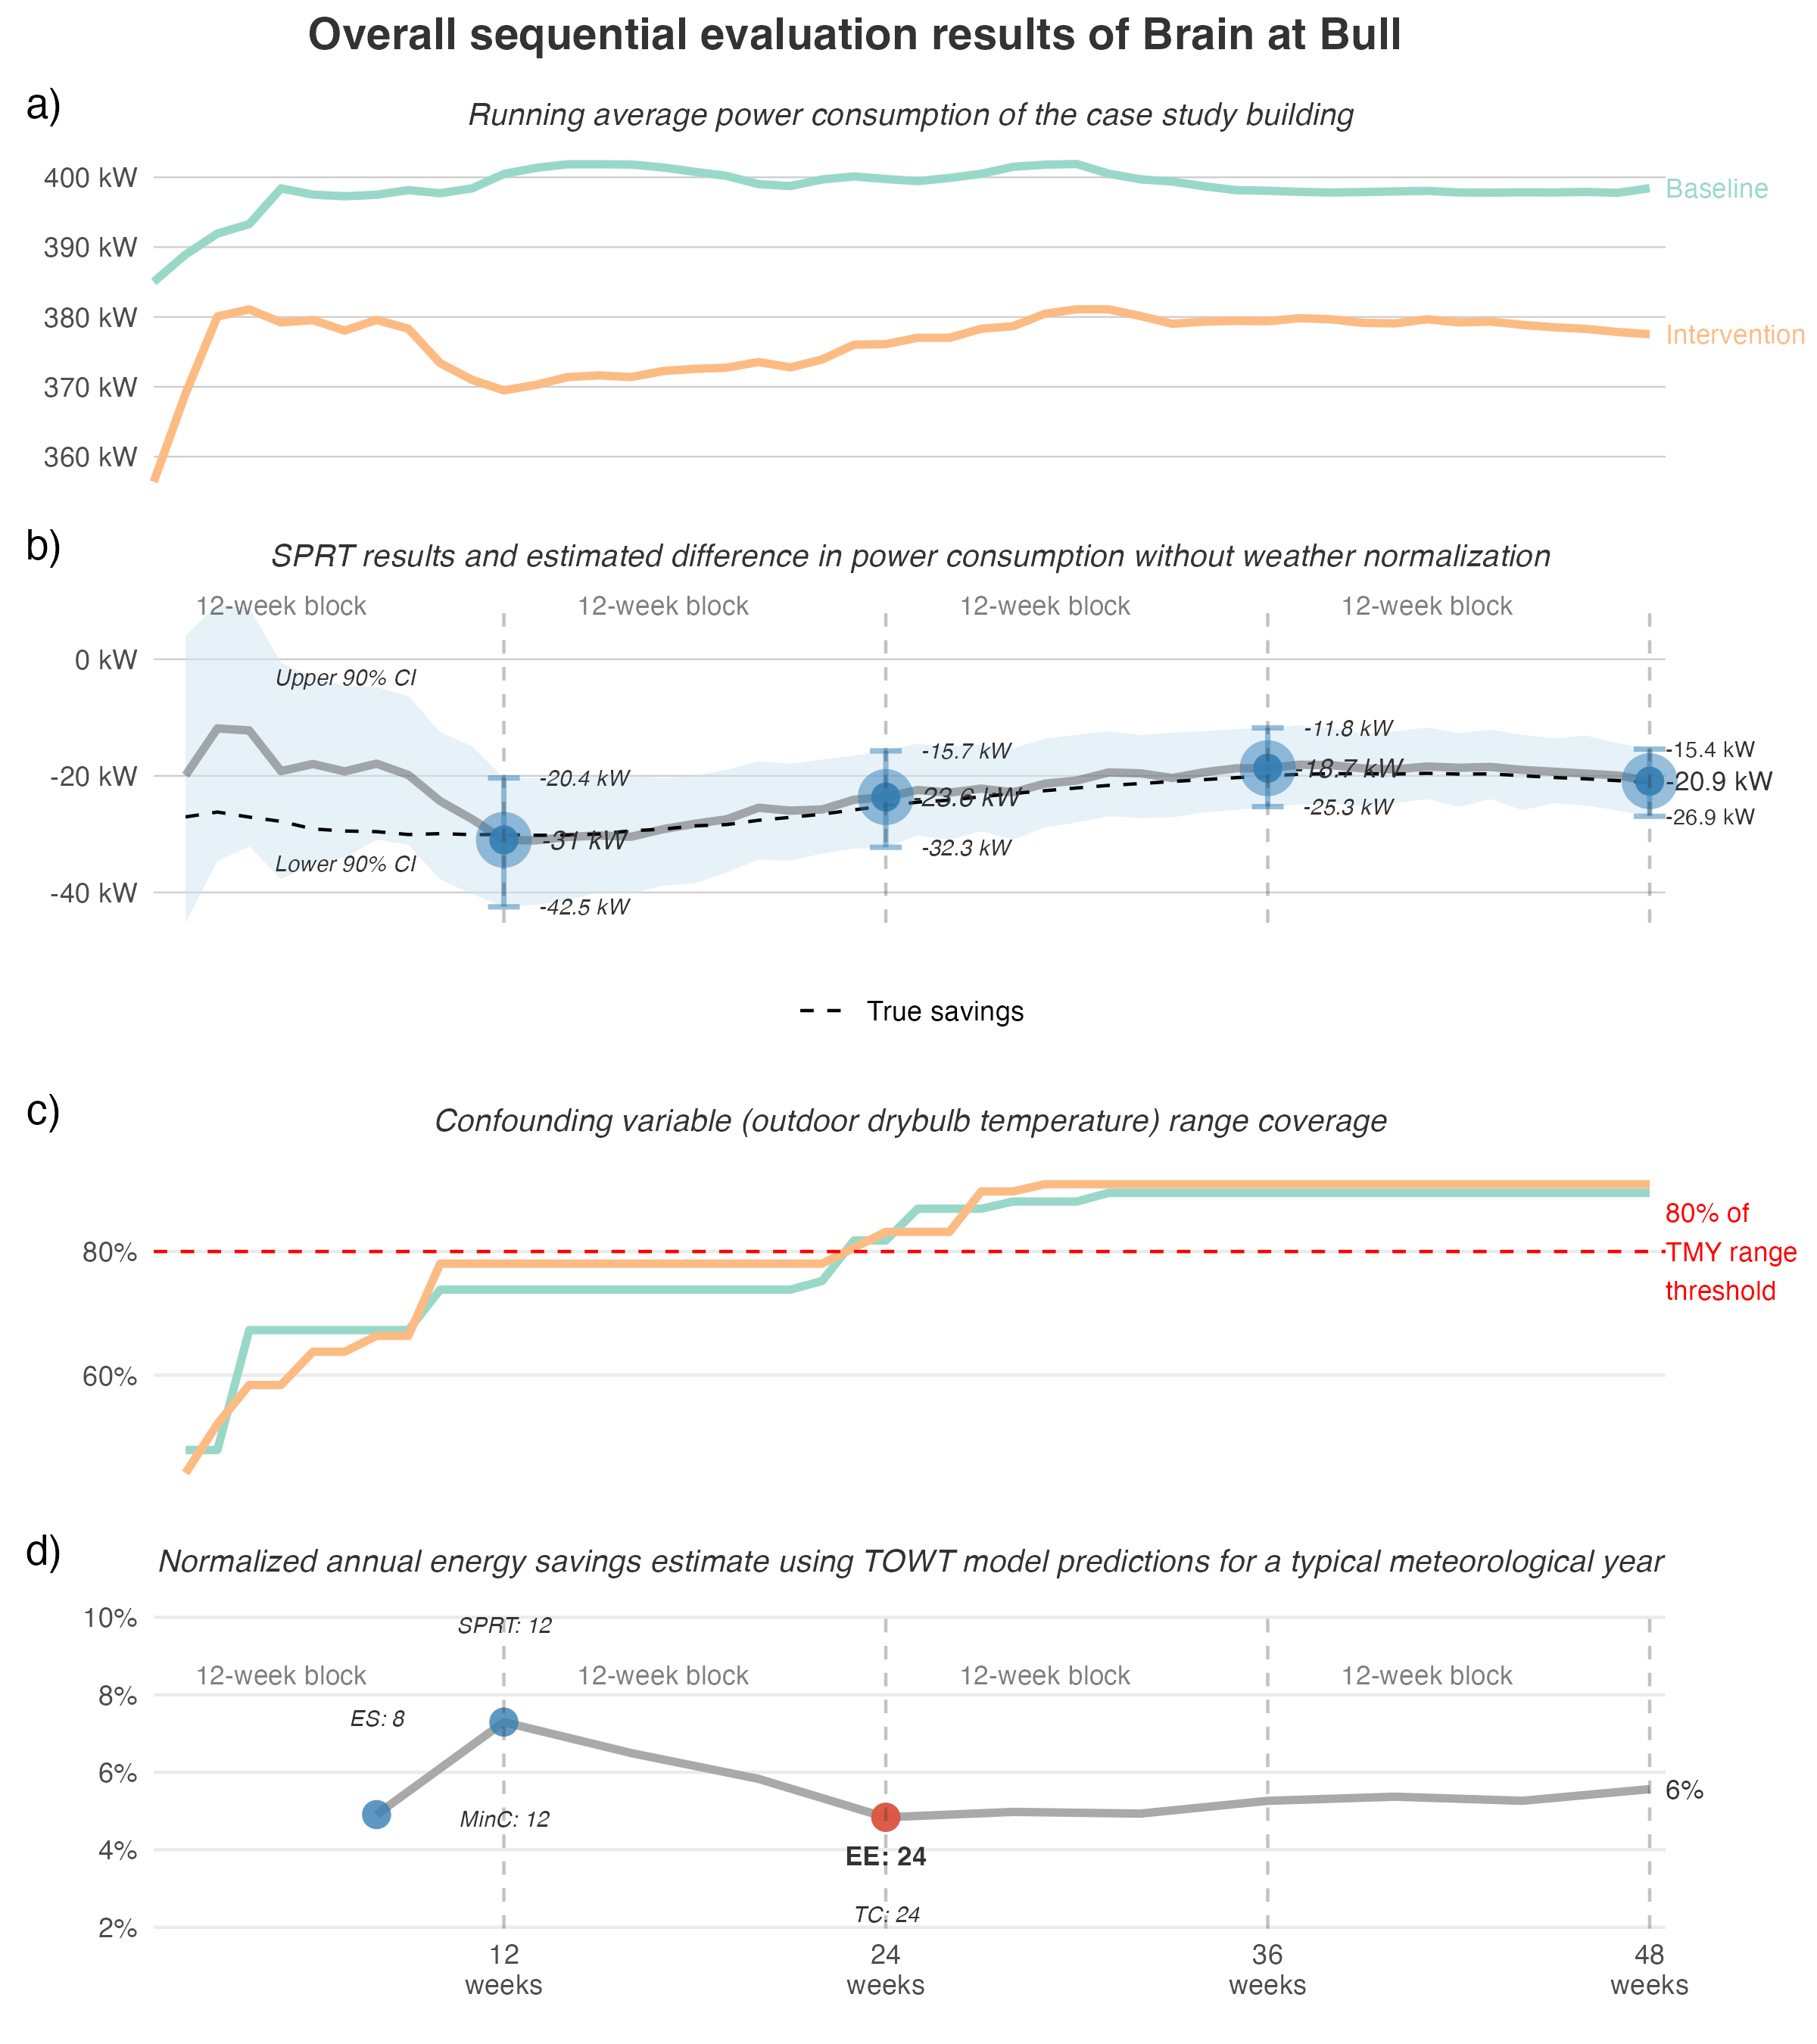 Overall sequential evaluation results of Brain at Bull
a)
Running average power consumption of the case study building
400 kW
390 kW
380 kW
370 kW
360 kW
Baseline
Intervention
b)
SPRT results and estimated difference in power consumption without weather normalization
12-week block
12-week block
12-week block
12-week block
0 kW
-20 kW
-40 kW
Upper 90% CI
Lower 90% CI
-20.4 kW
-31 kW
-42.5 kW
-15.7 kW
-23.6 kW
-32.3 kW
-11.8 kW
-18.7 kW
-25.3 kW
-15.4 kW
-20.9 kW
-26.9 kW
True savings
c)
Confounding variable (outdoor drybulb temperature) range coverage
80%
60%
80% of
TMY range
threshold
d)
Normalized annual energy savings estimate using TOWT model predictions for a typical meteorological year
10%
8%
6%
4%
2%
SPRT: 12
12-week block
12-week block
12-week block
12-week block
ES: 8
MinC: 12
EE: 24
TC: 24
6%
12
weeks
24
weeks
36
weeks
48
weeks